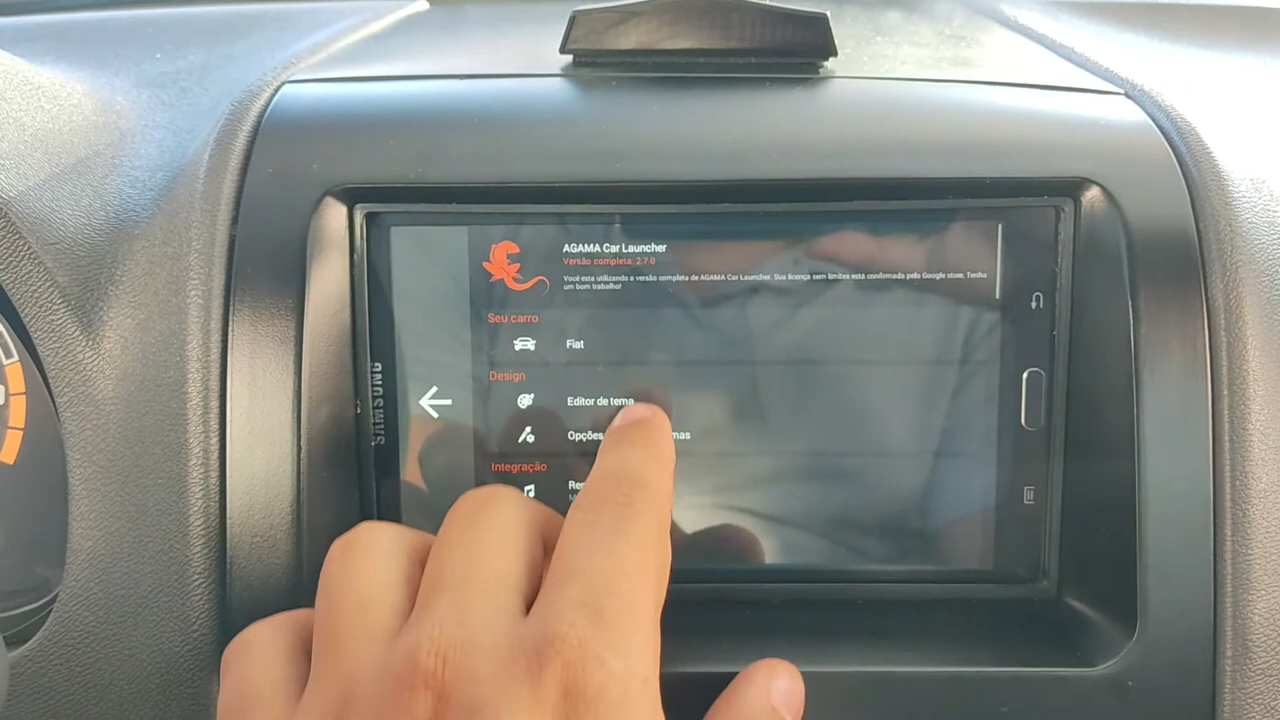 AGAMA Car Launcher
Versão completa: 2.7.0
Você esta utilizando a versão completa de AGAMA Car Launcher. Sua licença sem limites está confirmada pelo Google store. Tenha
um bom trabalho!
Seu carro
Fiat
Design
Editor de tema
Opções
Integração
SAMSUNG